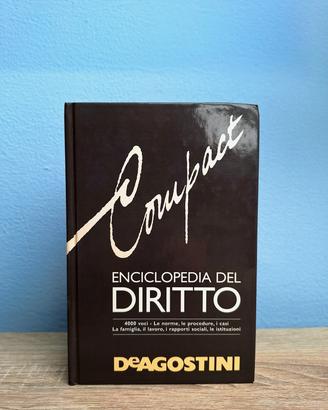 Compact
ENCICLOPEDIA DEL
DIRITTO
4000 voci - Le norme, le procedure, i casi
La famiglia, il lavoro, i rapporti sociali, le istituzioni
DeAGOSTINI